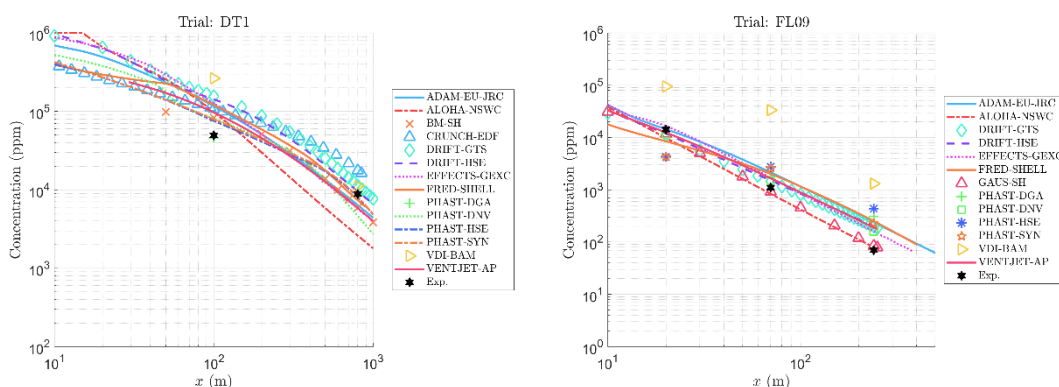 Trial: DT1
10^6
10^5
10^4
10^3
10^2
10^1
10^2
10^3
Concentration (ppm)
x (m)
ADAM-EU-JRC
ALOHA-NSWC
BM-SH
CRUNCH-EDF
DRIFT-GTS
DRIFT-HSE
EFFECTS-GEXC
FRED-SHELL
PHAST-DGA
PHAST-DNV
PHAST-HSE
PHAST-SYN
VDI-BAM
VENTJET-AP
Exp.
Trial: FL09
10^6
10^5
10^4
10^3
10^2
10^1
10^0
10^1
10^2
Concentration (ppm)
x (m)
ADAM-EU-JRC
ALOHA-NSWC
DRIFT-GTS
DRIFT-HSE
EFFECTS-GEXC
FRED-SHELL
GAUS-SH
PHAST-DGA
PHAST-DNV
PHAST-HSE
PHAST-SYN
VDI-BAM
VENTJET-AP
Exp.